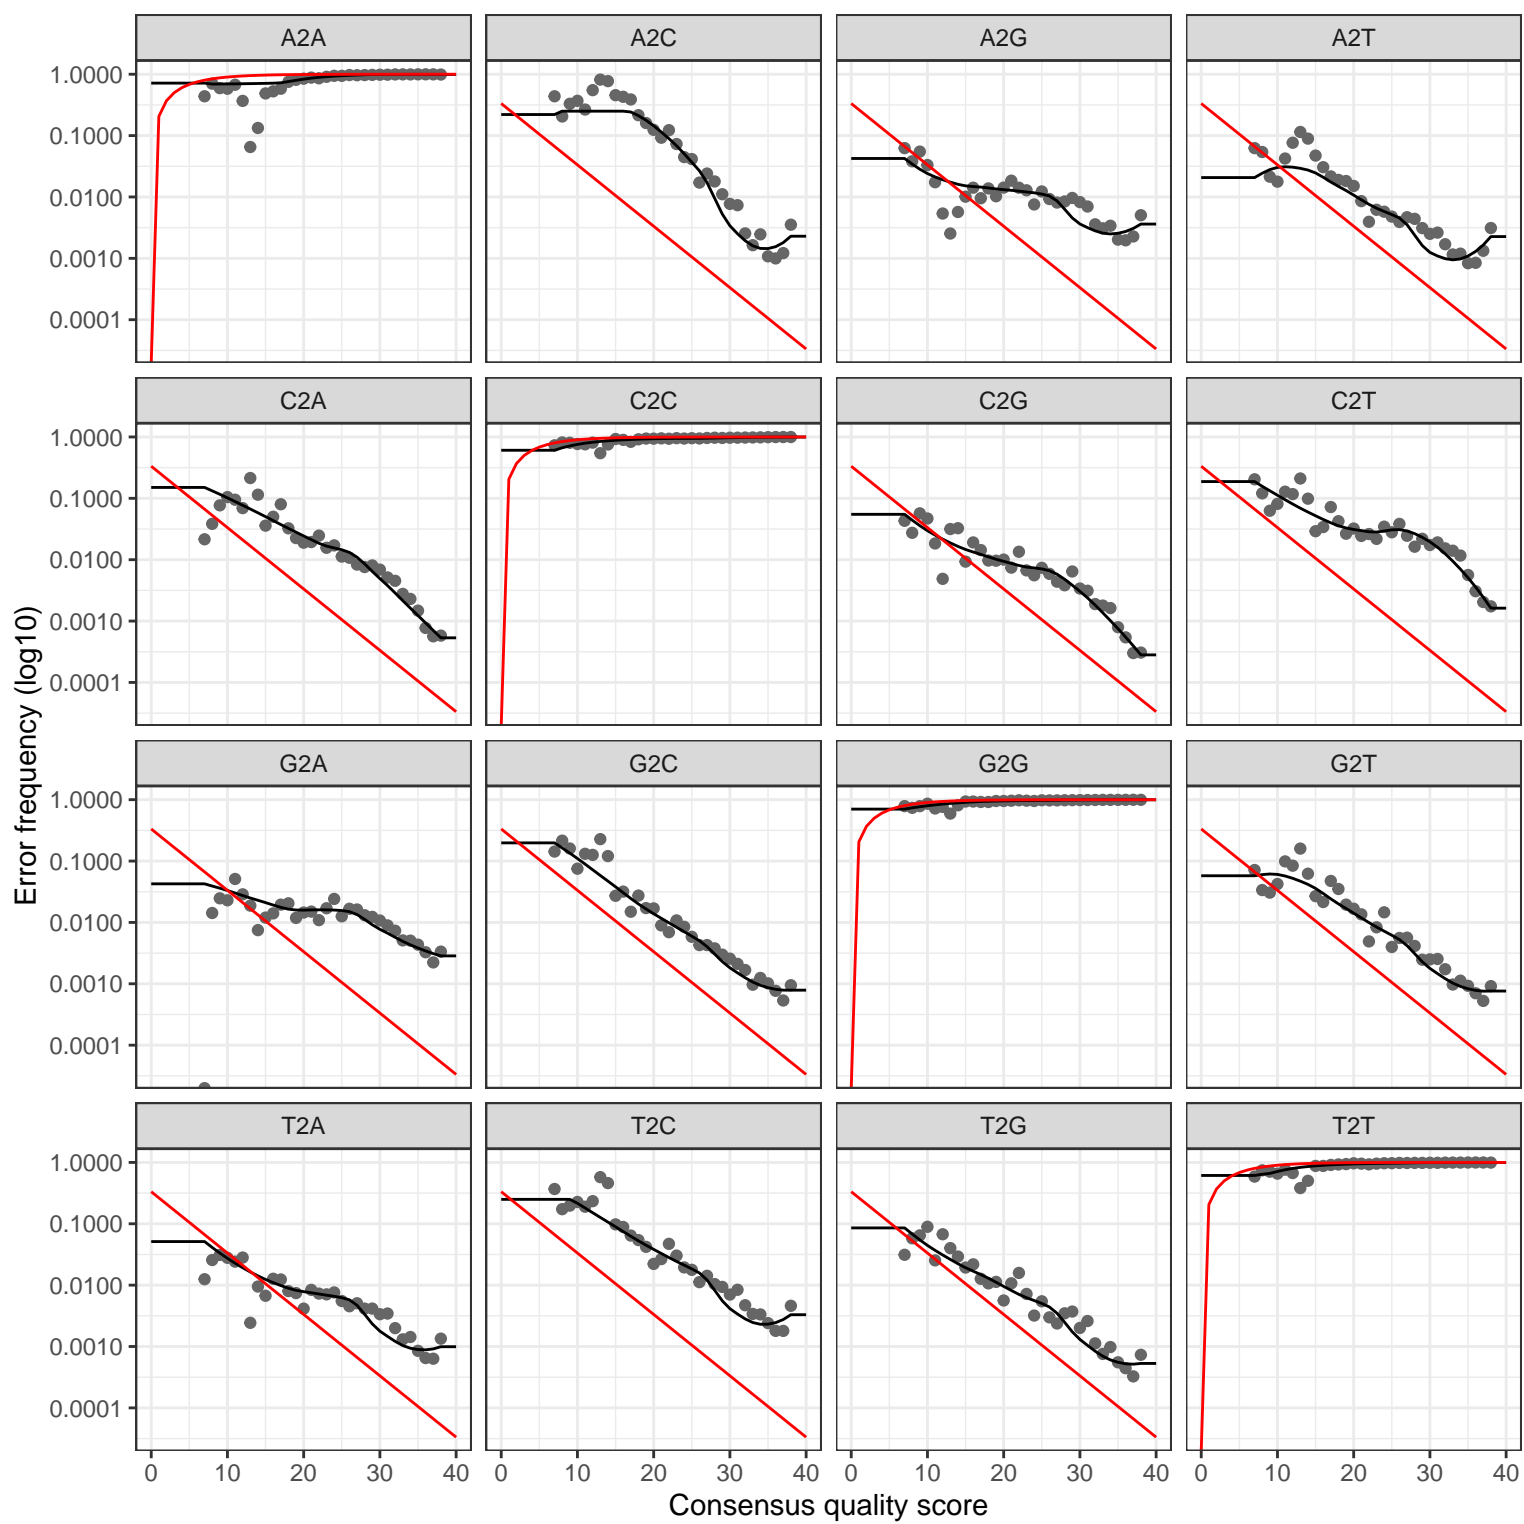 A2A A2C A2G A2T
1.0000
0.1000
0.0100
0.0010
0.0001
C2A C2C C2G C2T
1.0000
0.1000
0.0100
0.0010
0.0001
Error frequency (log10)
G2A G2C G2G G2T
1.0000
0.1000
0.0100
0.0010
0.0001
T2A T2C T2G T2T
1.0000
0.1000
0.0100
0.0010
0.0001
0 10 20 30 40 0 10 20 30 40 0 10 20 30 40 0 10 20 30 40
Consensus quality score